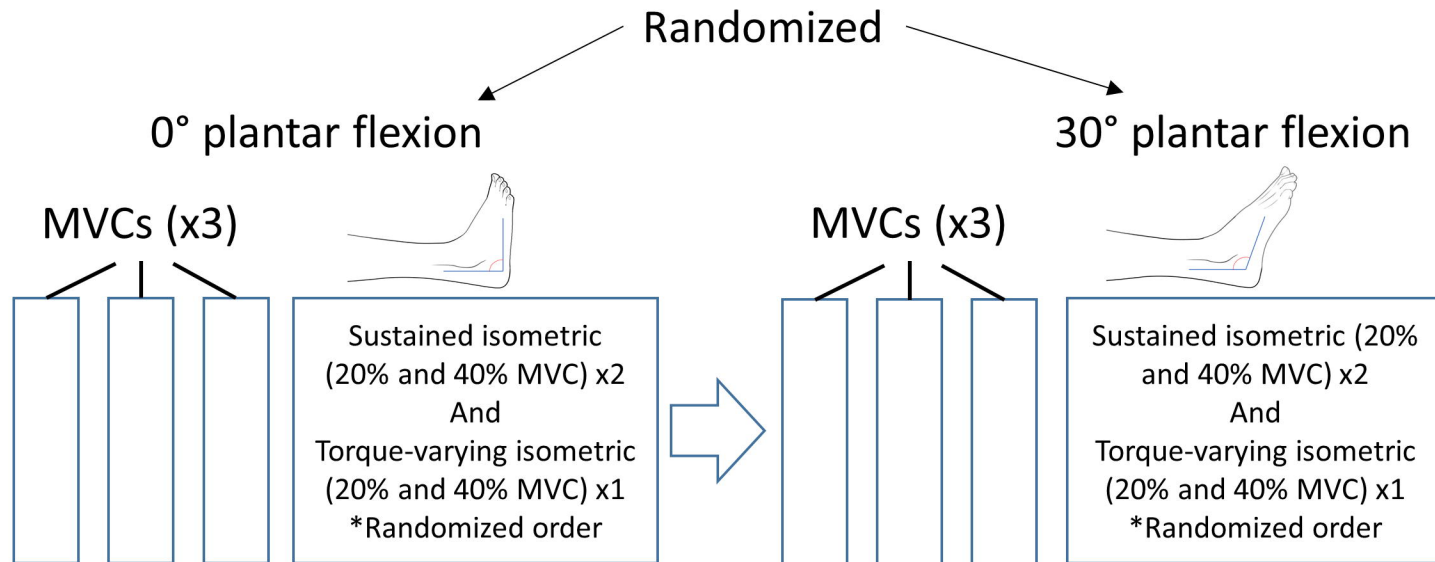 Randomized
0° plantar flexion
30° plantar flexion
MVCs (x3)
MVCs (x3)
Sustained isometric
(20% and 40% MVC) x2
And
Torque-varying isometric
(20% and 40% MVC) x1
*Randomized order
Sustained isometric (20%
and 40% MVC) x2
And
Torque-varying isometric
(20% and 40% MVC) x1
*Randomized order